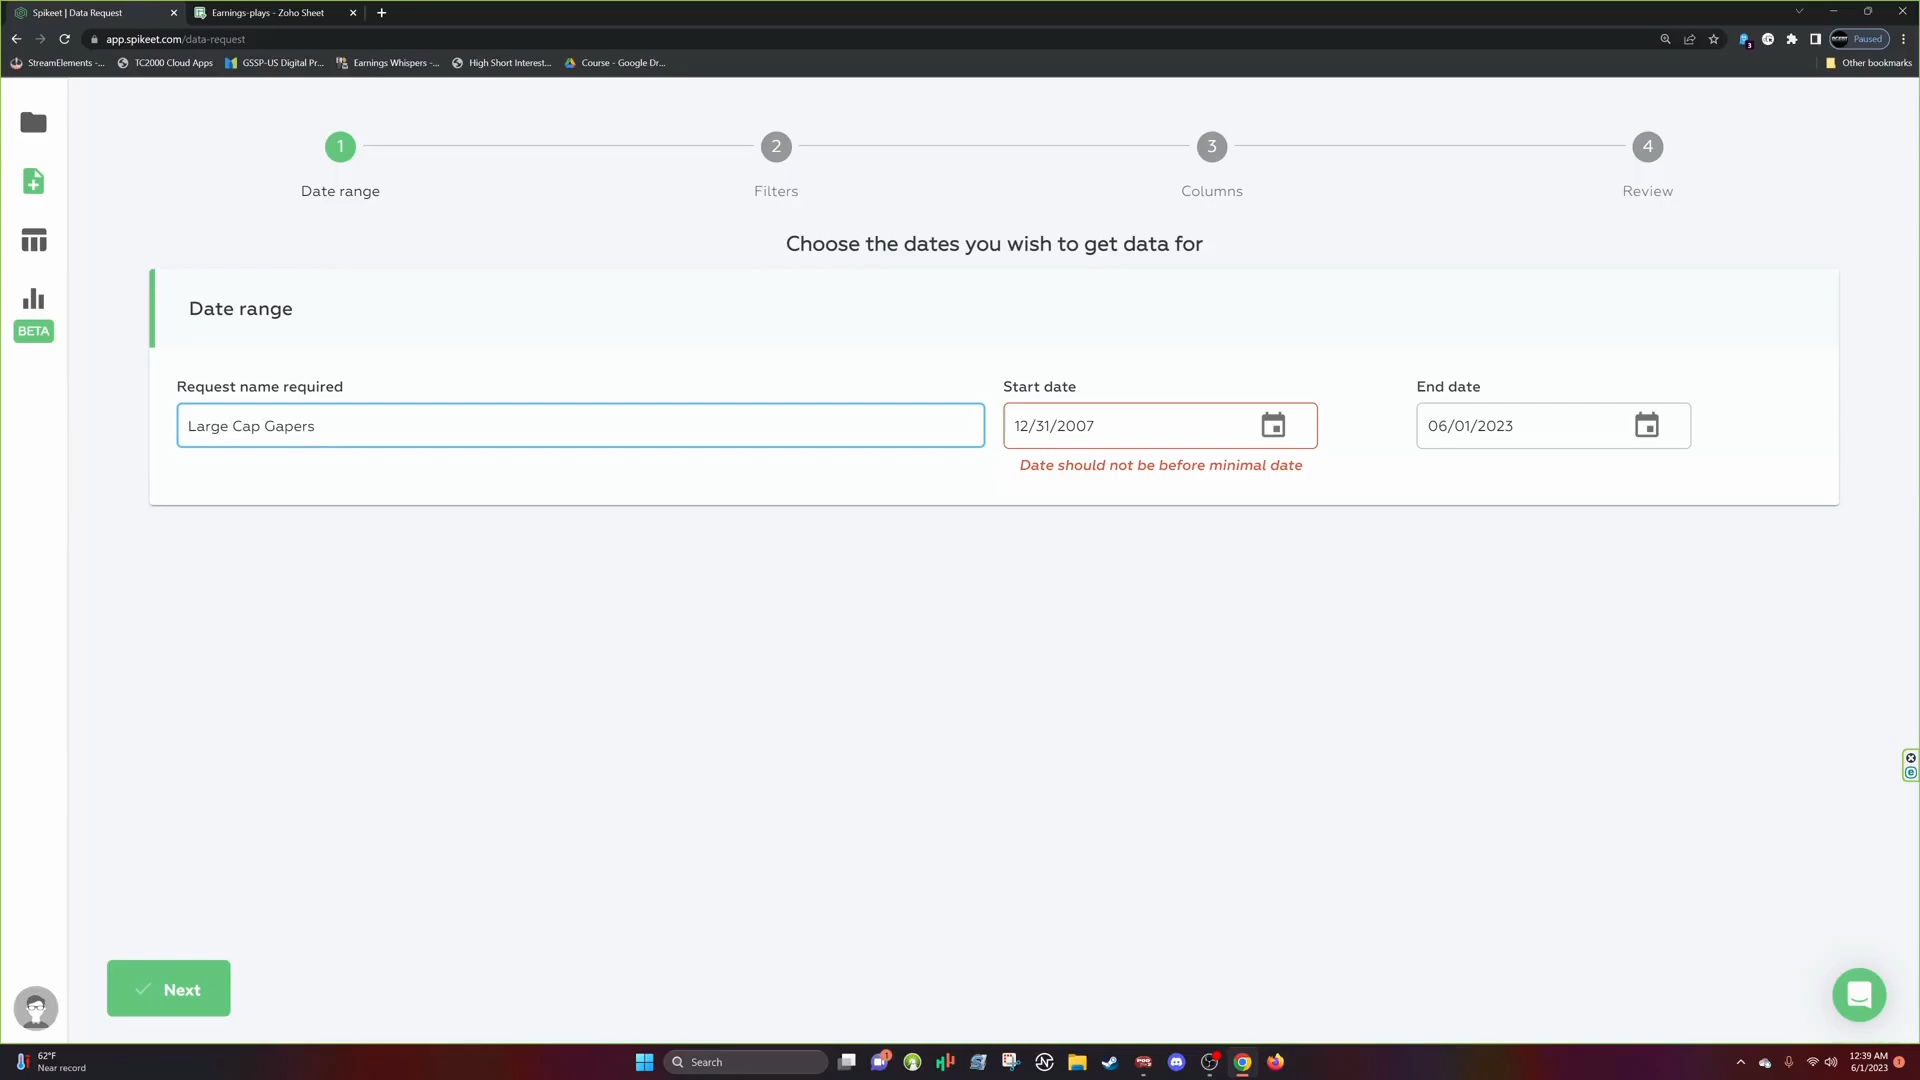 Spikeet | Data Request
Earnings-plays - Zoho Sheet
app.spikeet.com/data-request
Paused
StreamElements -...
TC2000 Cloud Apps
GSSP-US Digital Pr...
Earnings Whispers -...
High Short Interest...
Course - Google Dr...
Other bookmarks
1
2
3
4
Date range
Filters
Columns
Review
Choose the dates you wish to get data for
BETA
Date range
Request name required
Start date
End date
Large Cap Gapers
12/31/2007
06/01/2023
Date should not be before minimal date
Next
62°F
Near record
Search
12:39 AM
6/1/2023